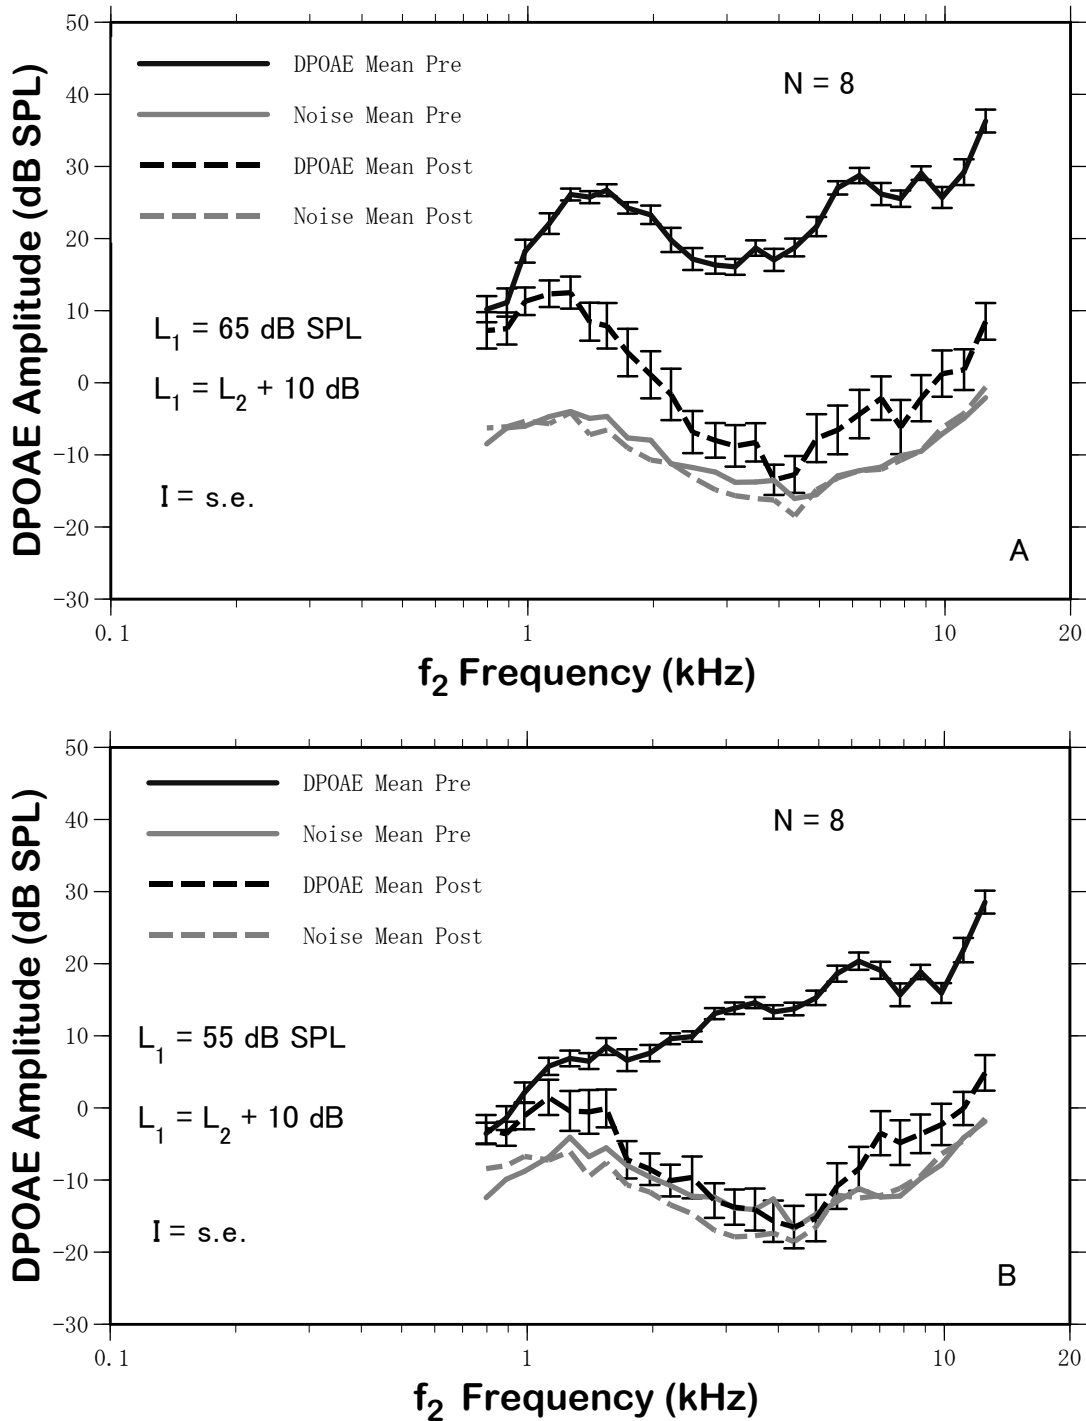 50
40
30
20
10
0
-10
-20
-30
DPOAE Amplitude (dB SPL)
DPOAE Mean Pre
Noise Mean Pre
DPOAE Mean Post
Noise Mean Post
N = 8
L1 = 65 dB SPL
L1 = L2 + 10 dB
I = s.e.
A
0.1 1 10 20
f2 Frequency (kHz)
50
40
30
20
10
0
-10
-20
-30
DPOAE Amplitude (dB SPL)
DPOAE Mean Pre
Noise Mean Pre
DPOAE Mean Post
Noise Mean Post
N = 8
L1 = 55 dB SPL
L1 = L2 + 10 dB
I = s.e.
B
0.1 1 10 20
f2 Frequency (kHz)